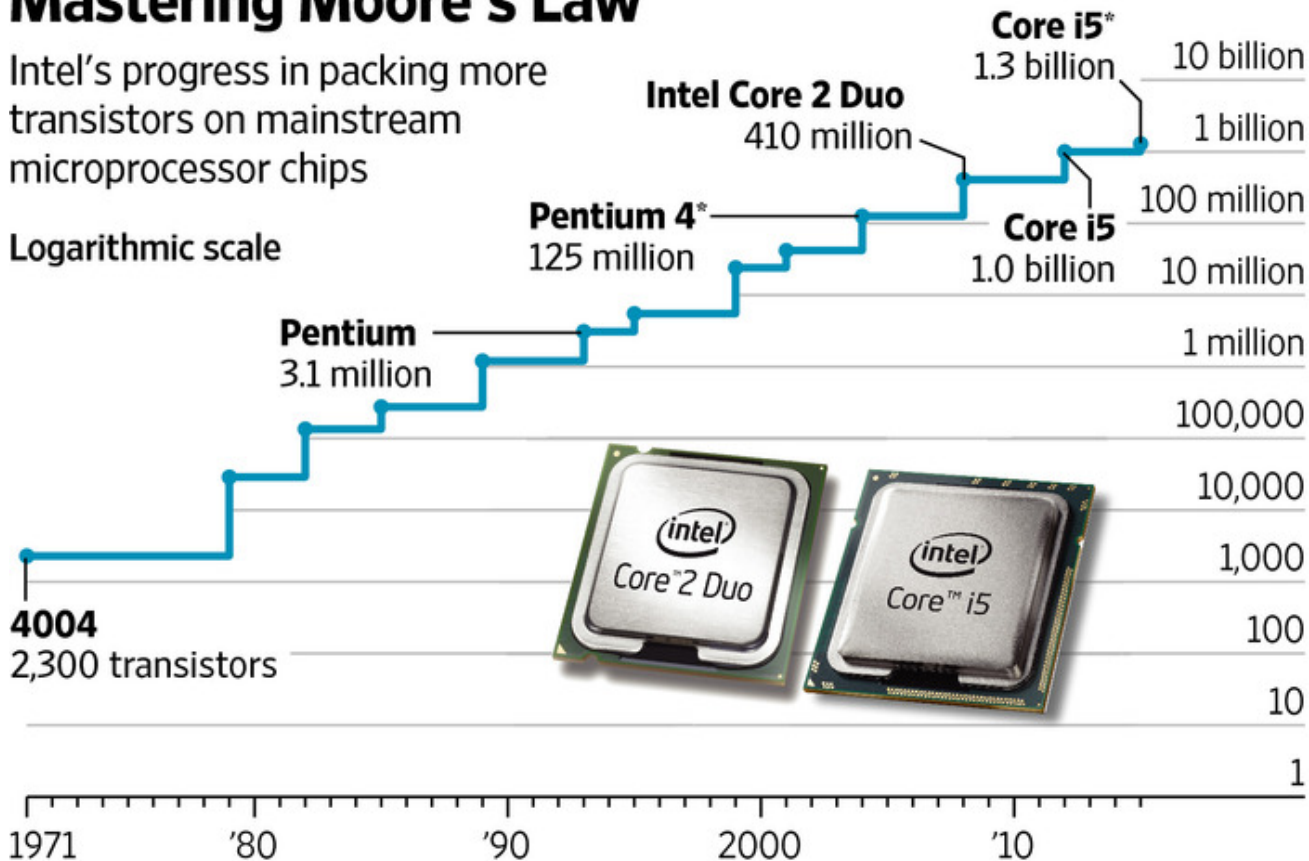 Mastering Moore's Law
Intel's progress in packing more
transistors on mainstream
microprocessor chips
Logarithmic scale
4004
2,300 transistors
Pentium
3.1 million
Pentium 4*
125 million
Intel Core 2 Duo
410 million
Core i5
1.0 billion
Core i5*
1.3 billion
10 billion
1 billion
100 million
10 million
1 million
100,000
10,000
1,000
100
10
1
intel
Core™2 Duo
intel
Core™ i5
1971 '80 '90 2000 '10